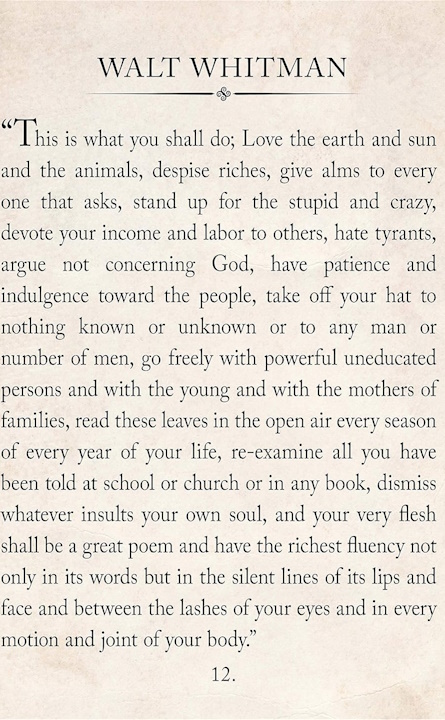 WALT WHITMAN
“This is what you shall do; Love the earth and sun
and the animals, despise riches, give alms to every
one that asks, stand up for the stupid and crazy,
devote your income and labor to others, hate tyrants,
argue not concerning God, have patience and
indulgence toward the people, take off your hat to
nothing known or unknown or to any man or
number of men, go freely with powerful uneducated
persons and with the young and with the mothers of
families, read these leaves in the open air every season
of every year of your life, re-examine all you have
been told at school or church or in any book, dismiss
whatever insults your own soul, and your very flesh
shall be a great poem and have the richest fluency not
only in its words but in the silent lines of its lips and
face and between the lashes of your eyes and in every
motion and joint of your body.”
12.